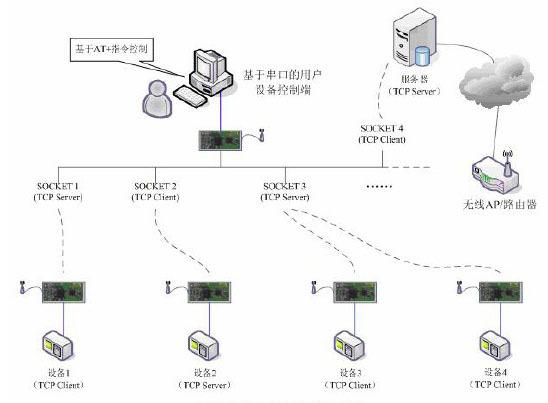 基于AT+指令控制
基于串口的用户
设备控制端
服务器
（TCP Server）
SOCKET 4
(TCP Client)
无线AP/路由器
SOCKET 1
(TCP Server)
SOCKET 2
(TCP Client)
SOCKET 3
(TCP Server)
······
设备1
（TCP Client）
设备2
（TCP Server）
设备3
（TCP Client）
设备4
（TCP Client）